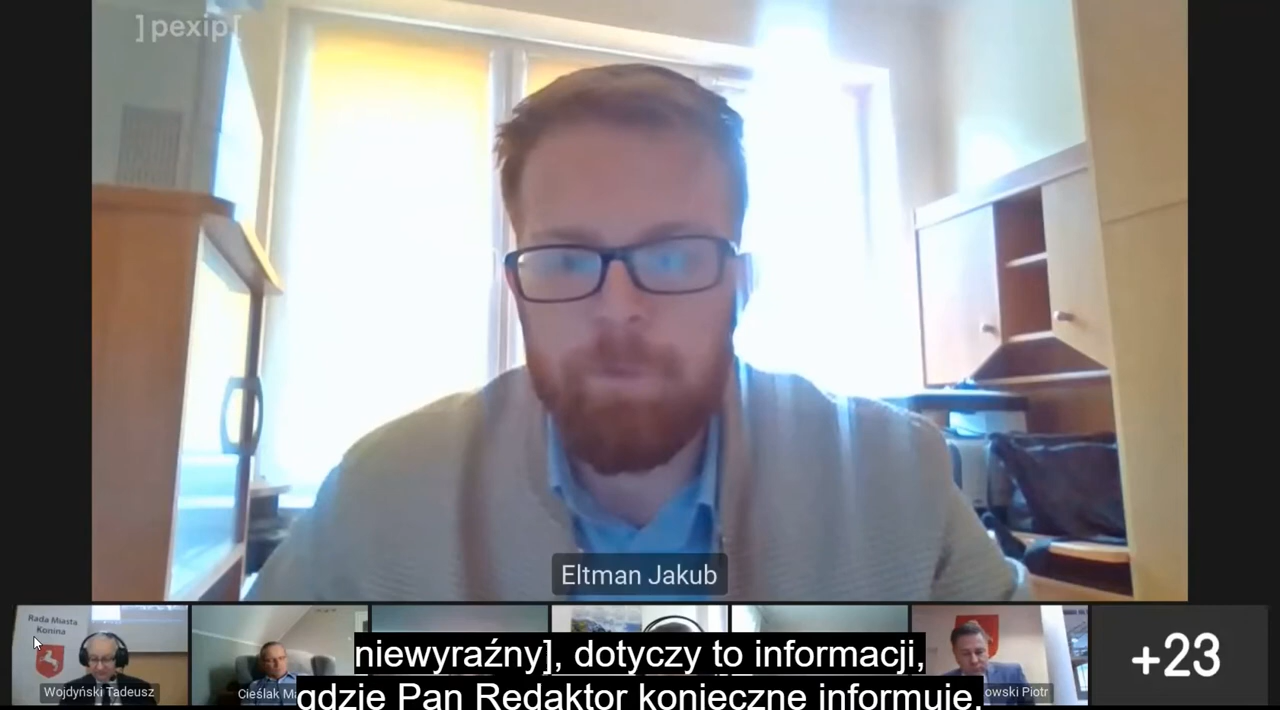 ]pexip[
Eltman Jakub
Rada Miasta
Konina
Wojdyński Tadeusz
Cieślak
owski Piotr
+23
niewyraźny], dotyczy to informacji,
gdzie Pan Redaktor konieczne informuje,